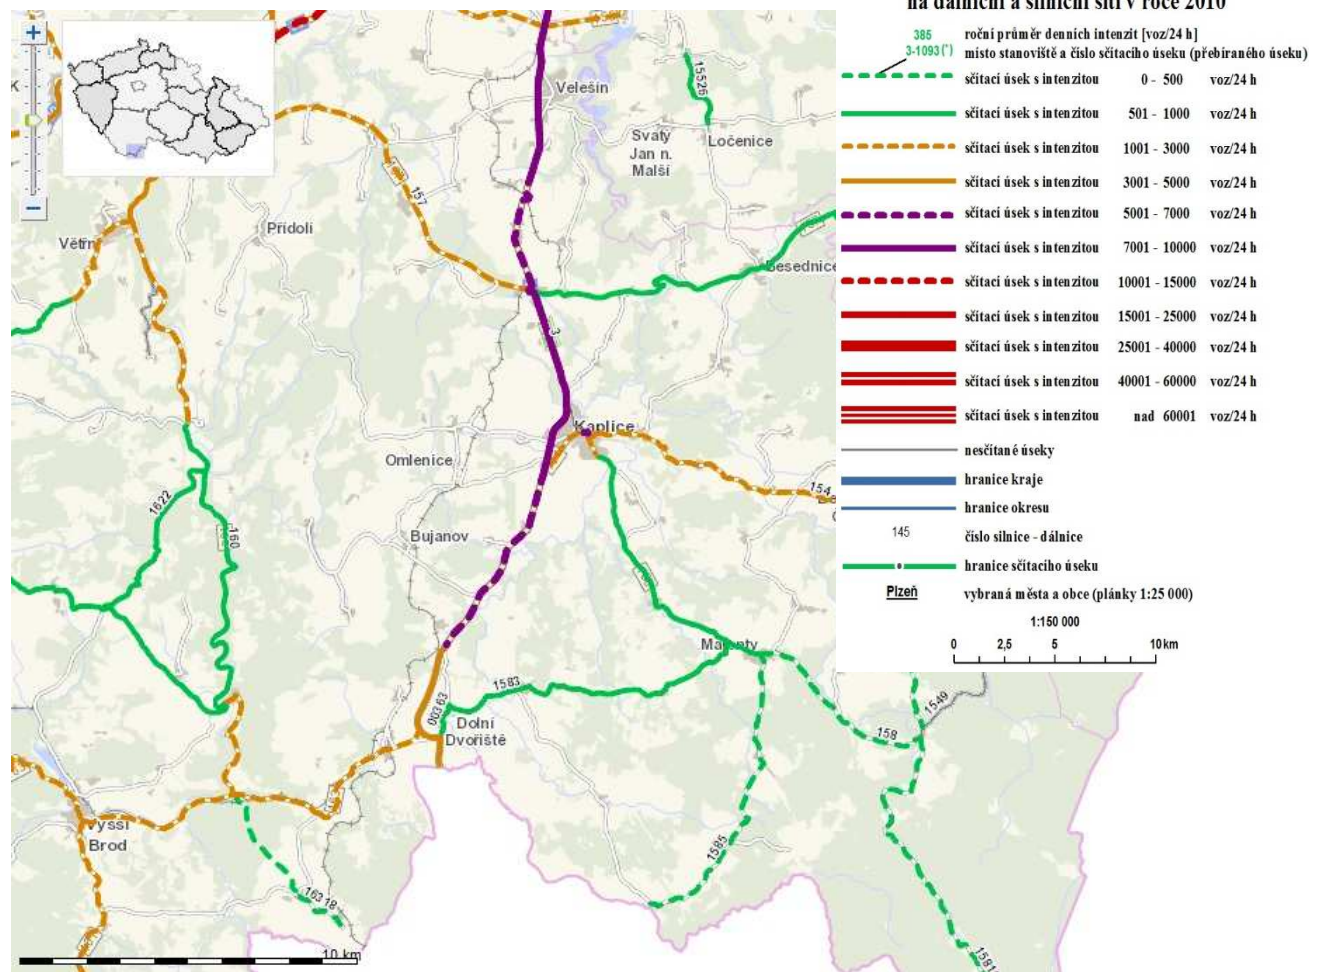 na dálniční a silniční síti v roce 2010
385 roční průměr denních intenzit [voz/24 h]
3-1093(*) místo stanoviště a číslo sčítacího úseku (přebíraného úseku)
sčítací úsek s intenzitou 0 - 500 voz/24 h
sčítací úsek s intenzitou 501 - 1000 voz/24 h
sčítací úsek s intenzitou 1001 - 3000 voz/24 h
sčítací úsek s intenzitou 3001 - 5000 voz/24 h
sčítací úsek s intenzitou 5001 - 7000 voz/24 h
sčítací úsek s intenzitou 7001 - 10000 voz/24 h
sčítací úsek s intenzitou 10001 - 15000 voz/24 h
sčítací úsek s intenzitou 15001 - 25000 voz/24 h
sčítací úsek s intenzitou 25001 - 40000 voz/24 h
sčítací úsek s intenzitou 40001 - 60000 voz/24 h
sčítací úsek s intenzitou nad 60001 voz/24 h
nesčítané úseky
hranice kraje
hranice okresu
145 číslo silnice - dálnice
hranice sčítacího úseku
Plzeň vybraná města a obce (plánky 1:25 000)
1:150 000
0 2,5 5 10 km
Velešín
15526
Svatý
Jan n.
Malší
Ločenice
157
Větřn
Přídolí
Besednice
3
Kaplice
Omlenice
154
1622
160
Bujanov
1583
00363
Dolní
Dvořiště
1549
158
Vyšší
Brod
1585
16318
1581
10 km